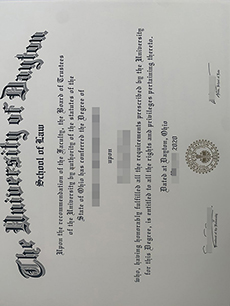 The University of Dayton
School of Law
Upon the recommendation of the Faculty, the Board of Trustees
of the University by authority of the statutes of the
State of Ohio has conferred the Degree of
upon
who, having honorably fulfilled all the requirements prescribed by the University
for this Degree, is entitled to all the rights and privileges pertaining thereto.
Dated at Dayton, Ohio
2020